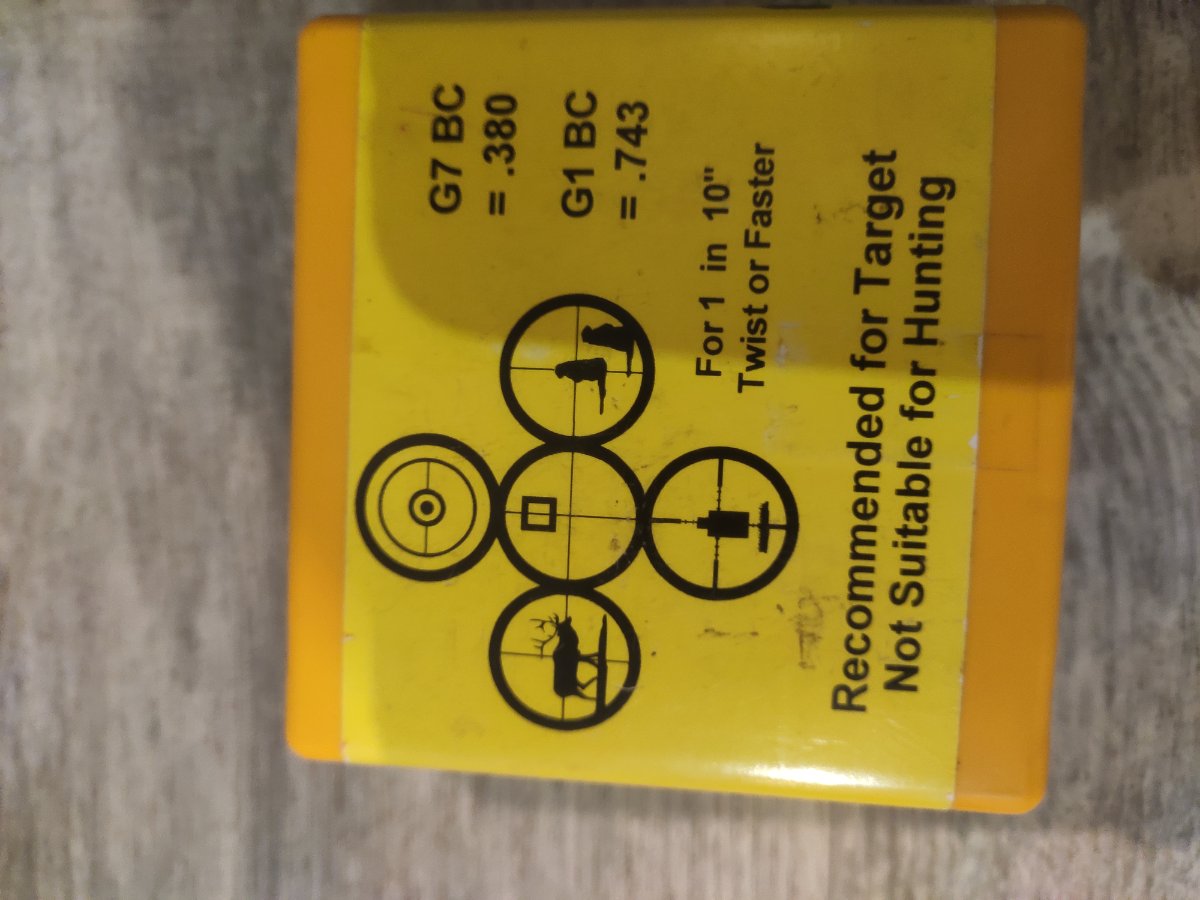 G7 BC
= .380
G1 BC
= .743
For 1 in 10"
Twist or Faster
Recommended for Target
Not Suitable for Hunting